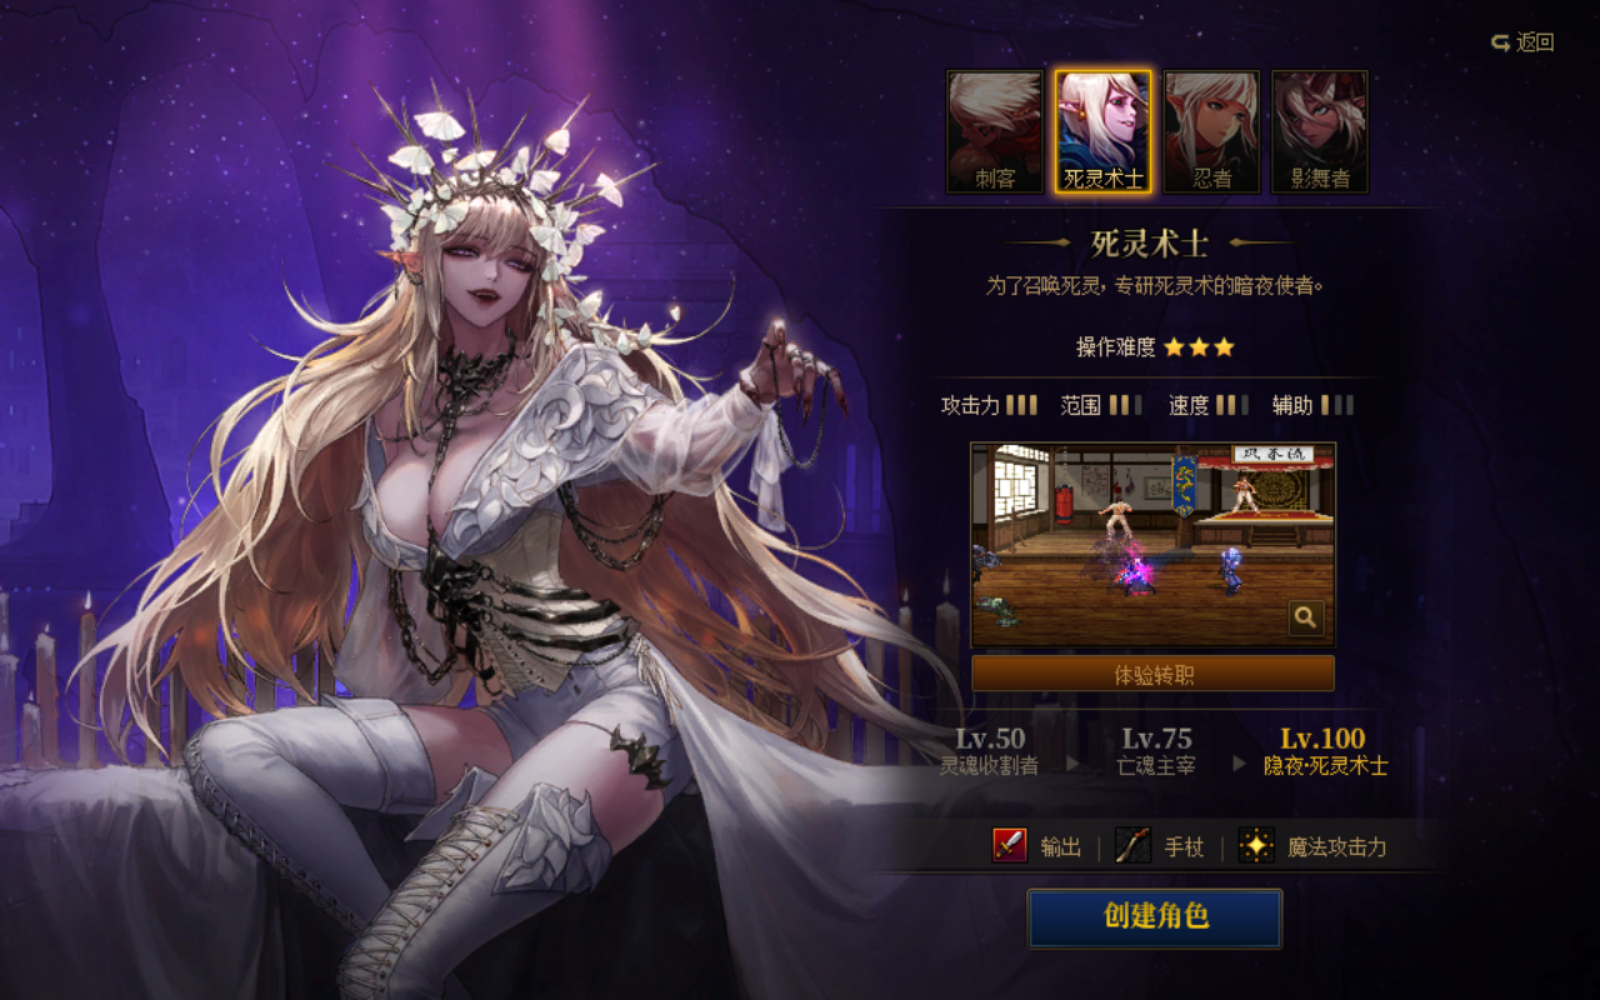 返回
刺客
死灵术士
忍者
影舞者
死灵术士
为了召唤死灵，专研死灵术的暗夜使者。
操作难度
攻击力 范围 速度 辅助
体验转职
Lv.50 Lv.75 Lv.100
灵魂收割者 亡魂主宰 隐夜·死灵术士
输出 | 手杖 | 魔法攻击力
创建角色